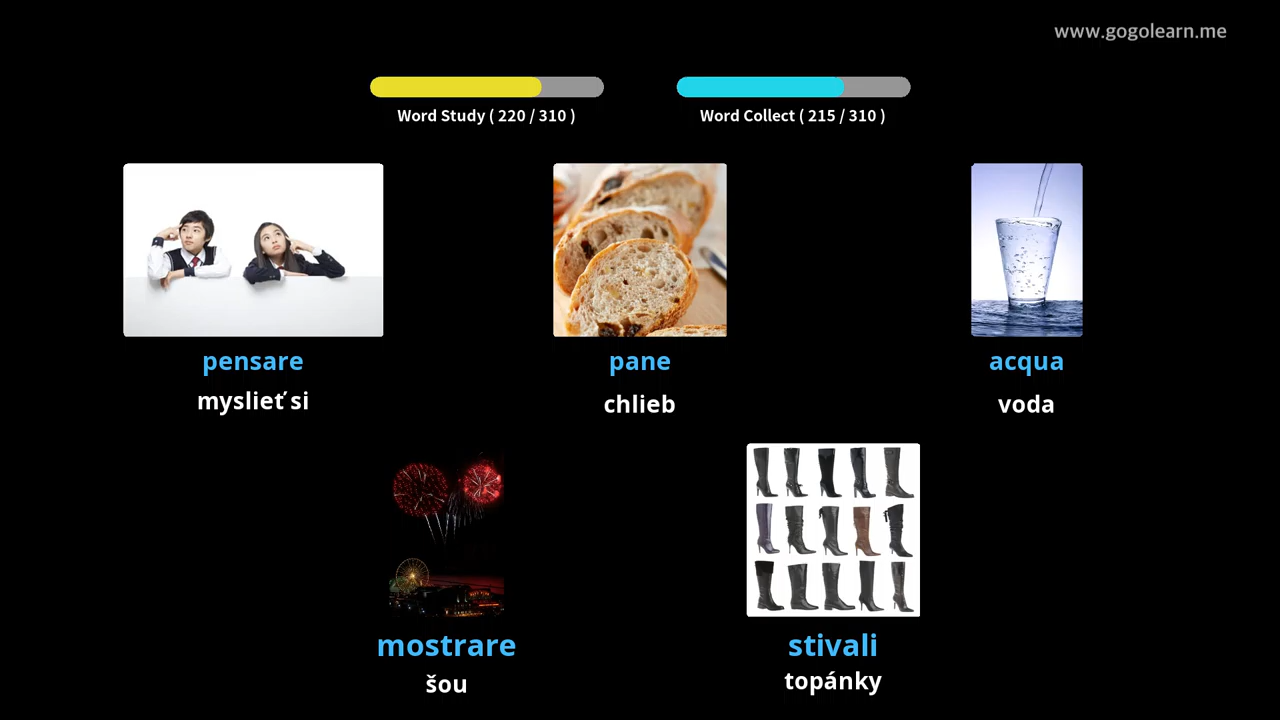 www.gogolearn.me
Word Study ( 220 / 310 )
Word Collect ( 215 / 310 )
pensare
pane
acqua
myslieť si
chlieb
voda
mostrare
stivali
šou
topánky